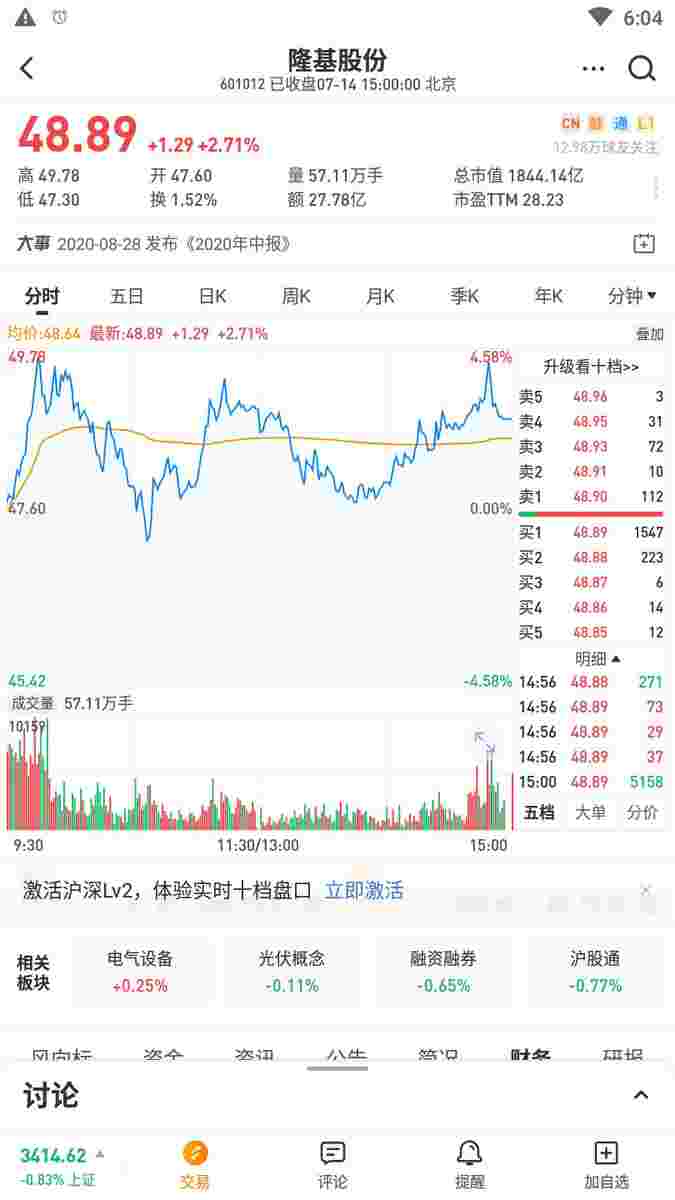 6:04
隆基股份
601012 已收盘07-14 15:00:00 北京
48.89 +1.29 +2.71%
CN 融 通 L1
12.98万球友关注
高 49.78 开 47.60 量 57.11万手 总市值 1844.14亿
低 47.30 换 1.52% 额 27.78亿 市盈TTM 28.23
大事 2020-08-28 发布《2020年中报》
分时 五日 日K 周K 月K 季K 年K 分钟
均价:48.64 最新:48.89 +1.29 +2.71% 叠加
49.78 4.58%
47.60 0.00%
45.42 -4.58%
升级看十档>>
卖5 48.96 3
卖4 48.95 31
卖3 48.93 72
卖2 48.91 10
卖1 48.90 112
买1 48.89 1547
买2 48.88 223
买3 48.87 6
买4 48.86 14
买5 48.85 12
明细
14:56 48.88 271
14:56 48.89 73
14:56 48.89 29
14:56 48.89 37
15:00 48.89 5158
五档 大单 分价
成交量 57.11万手
10159
9:30 11:30/13:00 15:00
激活沪深Lv2，体验实时十档盘口 立即激活
相关板块
电气设备 光伏概念 融资融券 沪股通
+0.25% -0.11% -0.65% -0.77%
风向标 资金 资讯 公告 简况 财务 研报
讨论
3414.62
-0.83% 上证
交易 评论 提醒 加自选